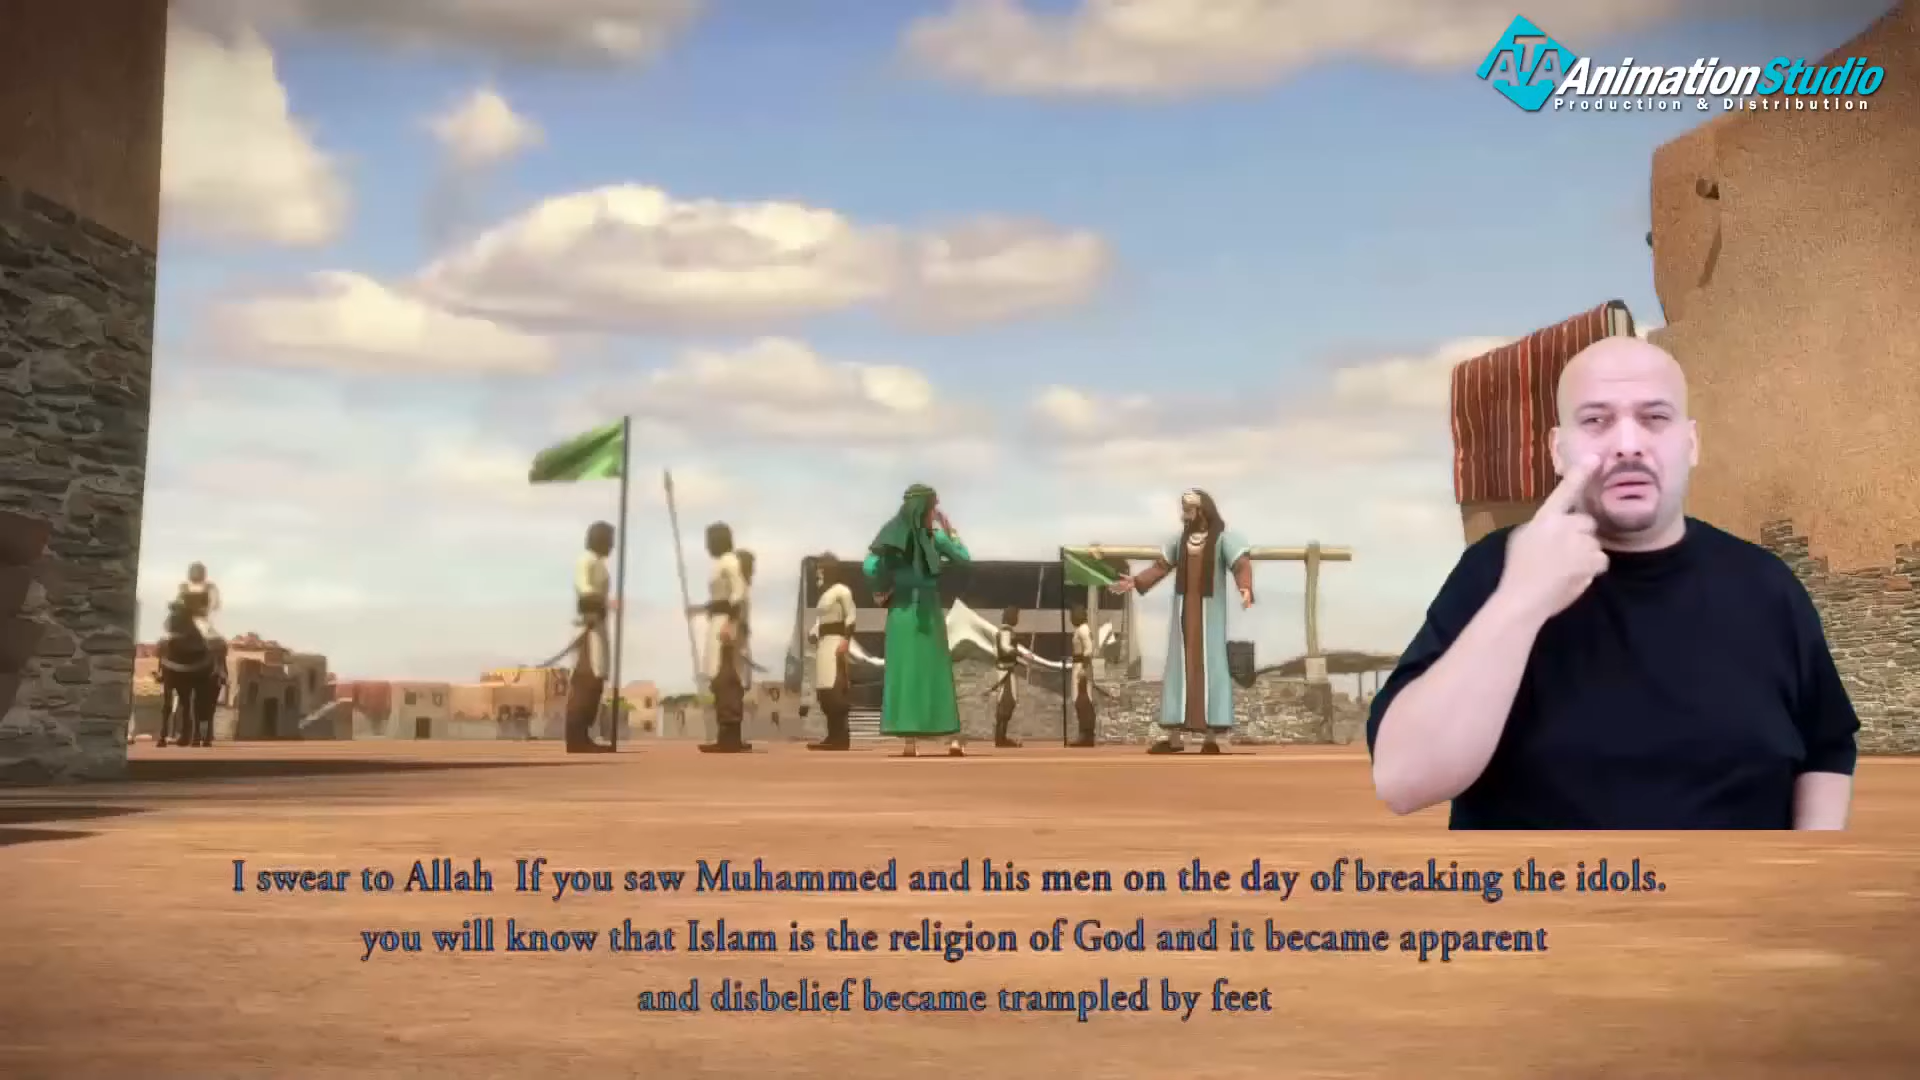 ATA AnimationStudio
Production & Distribution
I swear to Allah  If you saw Muhammed and his men on the day of breaking the idols.
you will know that Islam is the religion of God and it became apparent
and disbelief became trampled by feet